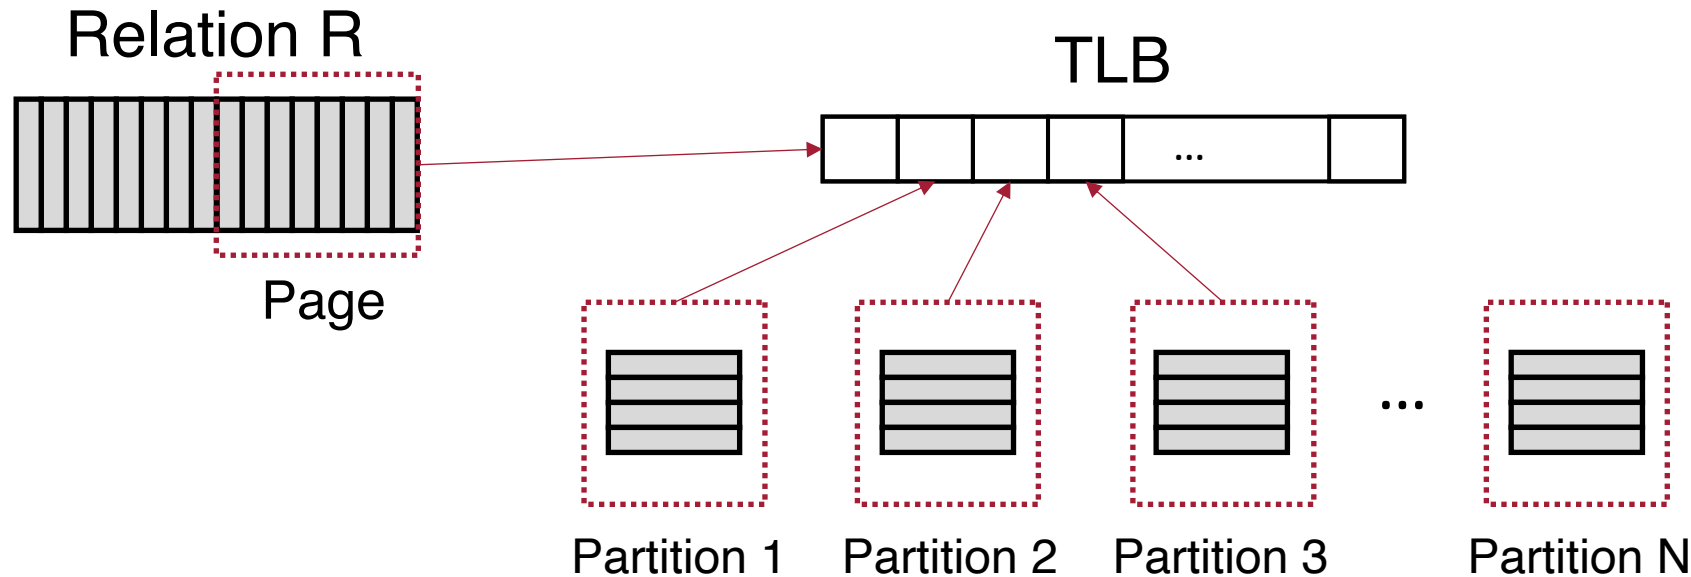 Relation R
TLB
...
Page
...
Partition 1
Partition 2
Partition 3
Partition N